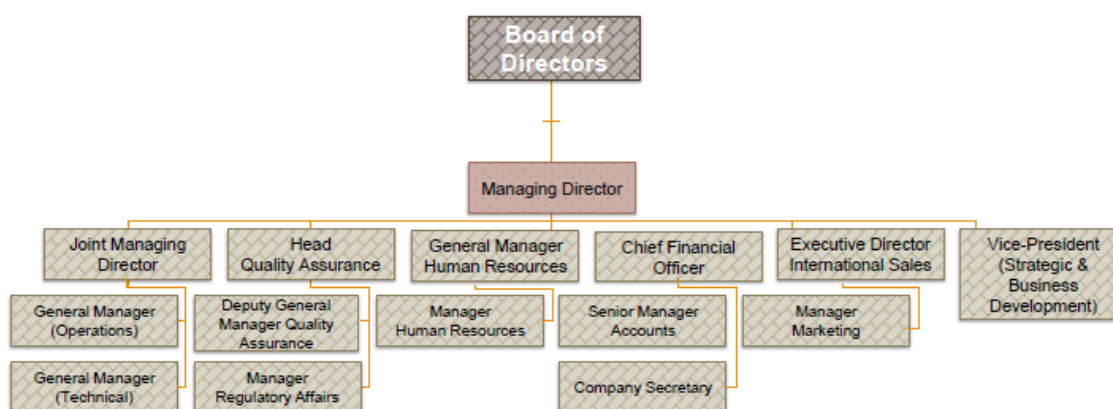 Board of
Directors
Managing Director
Joint Managing
Director
Head
Quality Assurance
General Manager
Human Resources
Chief Financial
Officer
Executive Director
International Sales
Vice-President
(Strategic &
Business
Development)
General Manager
(Operations)
Deputy General
Manager Quality
Assurance
Manager
Human Resources
Senior Manager
Accounts
Manager
Marketing
General Manager
(Technical)
Manager
Regulatory Affairs
Company Secretary